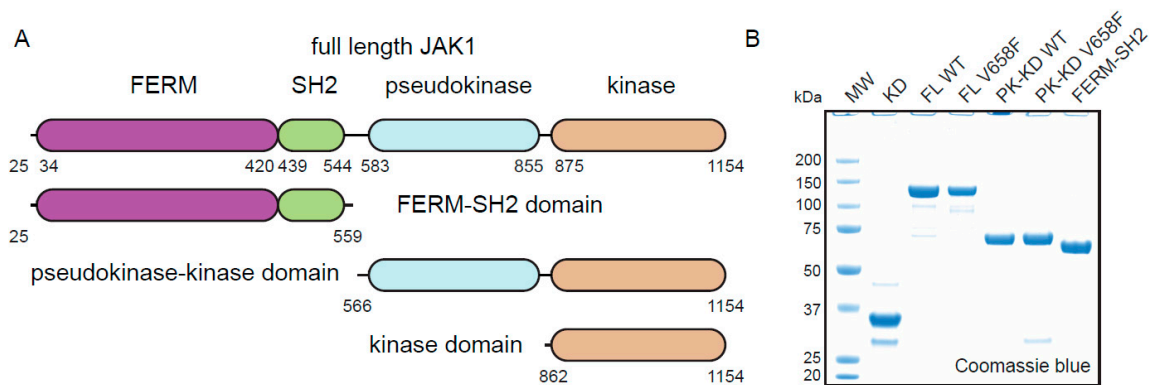 A
full length JAK1
FERM SH2 pseudokinase kinase
25 34 420 439 544 583 855 875 1154
FERM-SH2 domain
25 559
pseudokinase-kinase domain
566 1154
kinase domain
862 1154
B
kDa MW KD FL WT FL V658F PK-KD WT PK-KD V658F FERM-SH2
200
150
100
75
50
37
25
20
Coomassie blue